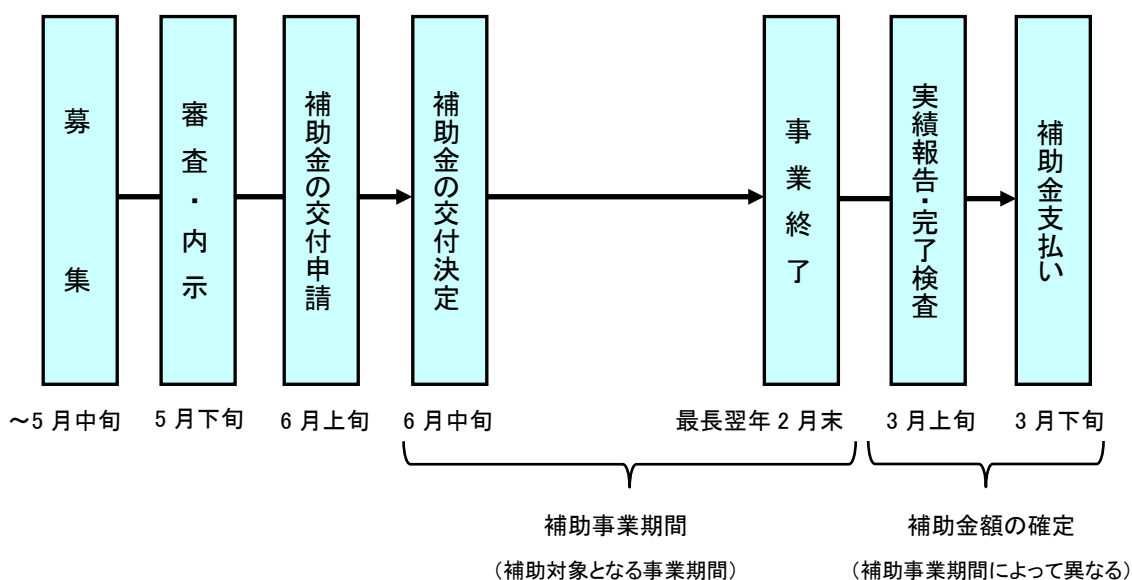 募集
審査・内示
補助金の交付申請
補助金の交付決定
事業終了
実績報告・完了検査
補助金支払い
～5月中旬
5月下旬
6月上旬
6月中旬
最長翌年2月末
3月上旬
3月下旬
補助事業期間
（補助対象となる事業期間）
補助金額の確定
（補助事業期間によって異なる）